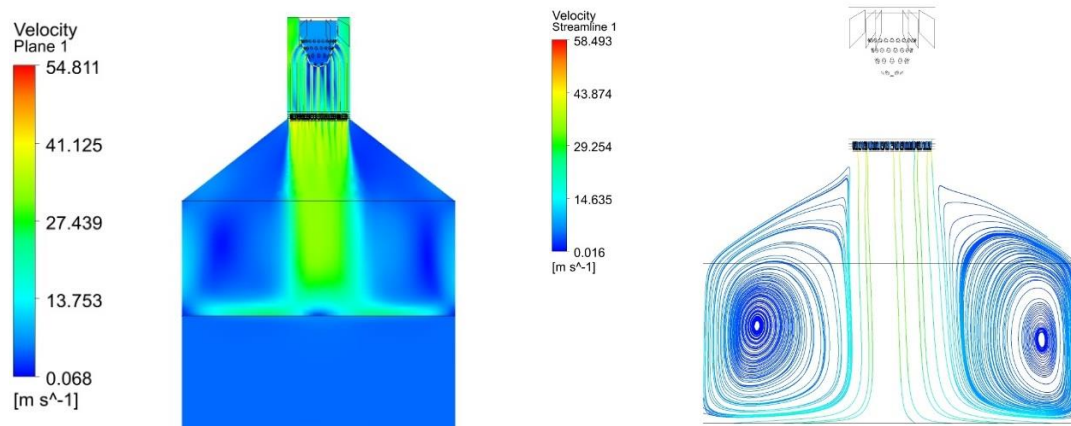 Velocity
Plane 1
54.811
41.125
27.439
13.753
0.068
[m s^-1]
Velocity
Streamline 1
58.493
43.874
29.254
14.635
0.016
[m s^-1]